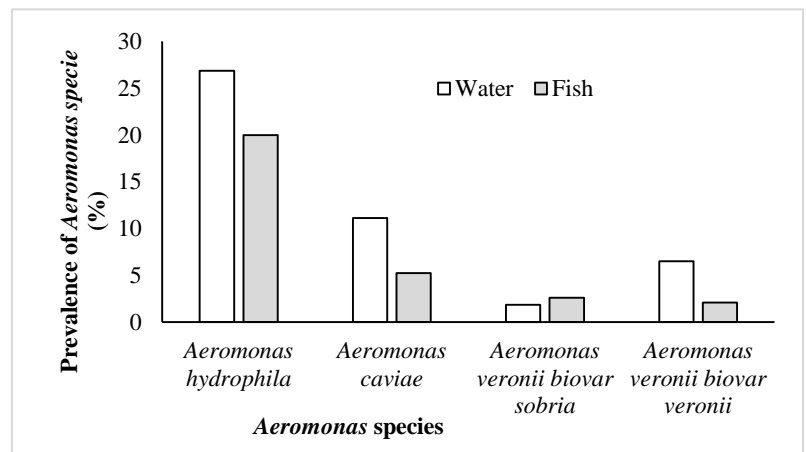 Prevalence of Aeromonas specie
(%)
30
25
20
15
10
5
0
Water Fish
Aeromonas
hydrophila
Aeromonas
caviae
Aeromonas
veronii biovar
sobria
Aeromonas
veronii biovar
veronii
Aeromonas species